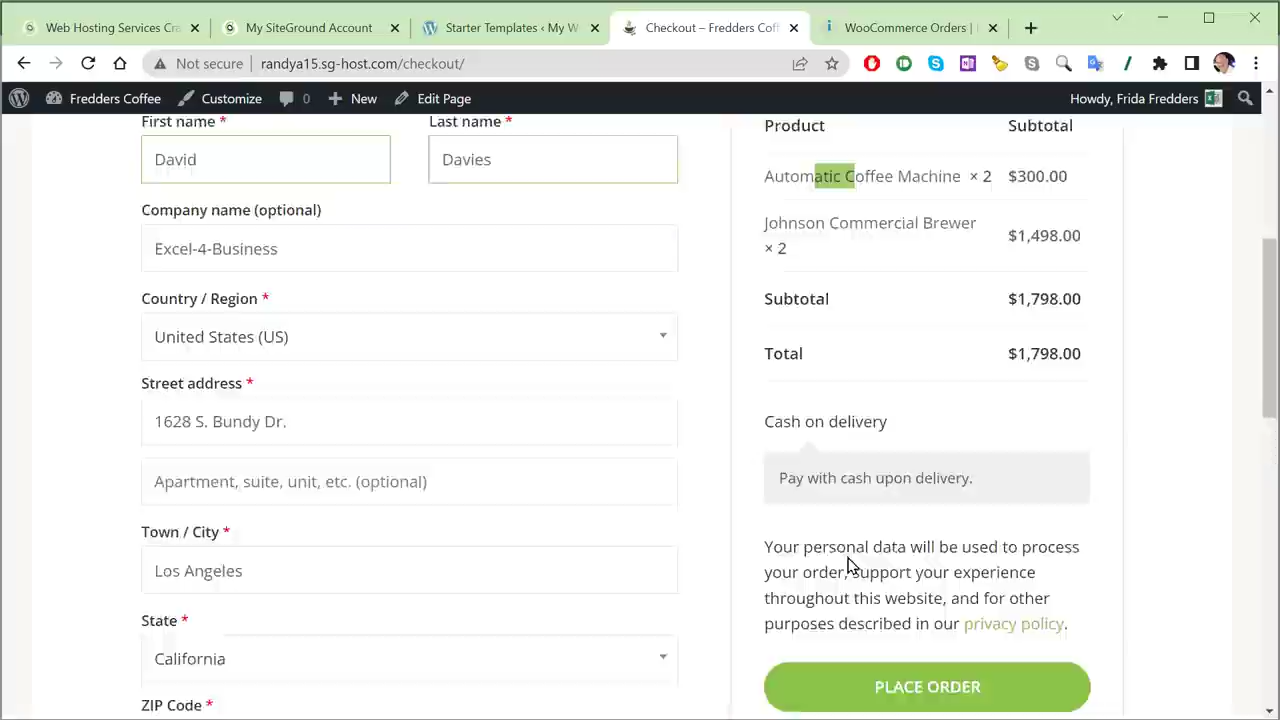 Web Hosting Services Cre
My SiteGround Account
Starter Templates ‹ My W
Checkout – Fredders Coff
WooCommerce Orders |
Not secure
randya15.sg-host.com/checkout/
Fredders Coffee
Customize
0
New
Edit Page
Howdy, Frida Fredders
First name *
Last name *
David
Davies
Company name (optional)
Excel-4-Business
Country / Region *
United States (US)
Street address *
1628 S. Bundy Dr.
Apartment, suite, unit, etc. (optional)
Town / City *
Los Angeles
State *
California
ZIP Code *
Product
Subtotal
Automatic Coffee Machine × 2
$300.00
Johnson Commercial Brewer
× 2
$1,498.00
Subtotal
$1,798.00
Total
$1,798.00
Cash on delivery
Pay with cash upon delivery.
Your personal data will be used to process
your order, support your experience
throughout this website, and for other
purposes described in our privacy policy.
PLACE ORDER